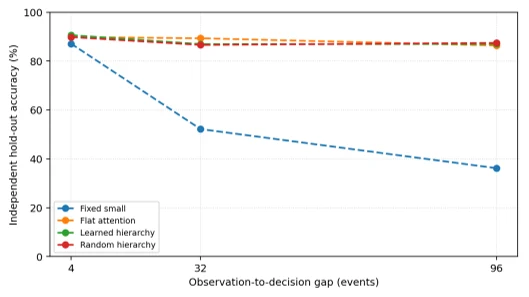 100
80
60
40
20
0
Independent hold-out accuracy (%)
Fixed small
Flat attention
Learned hierarchy
Random hierarchy
4
32
96
Observation-to-decision gap (events)